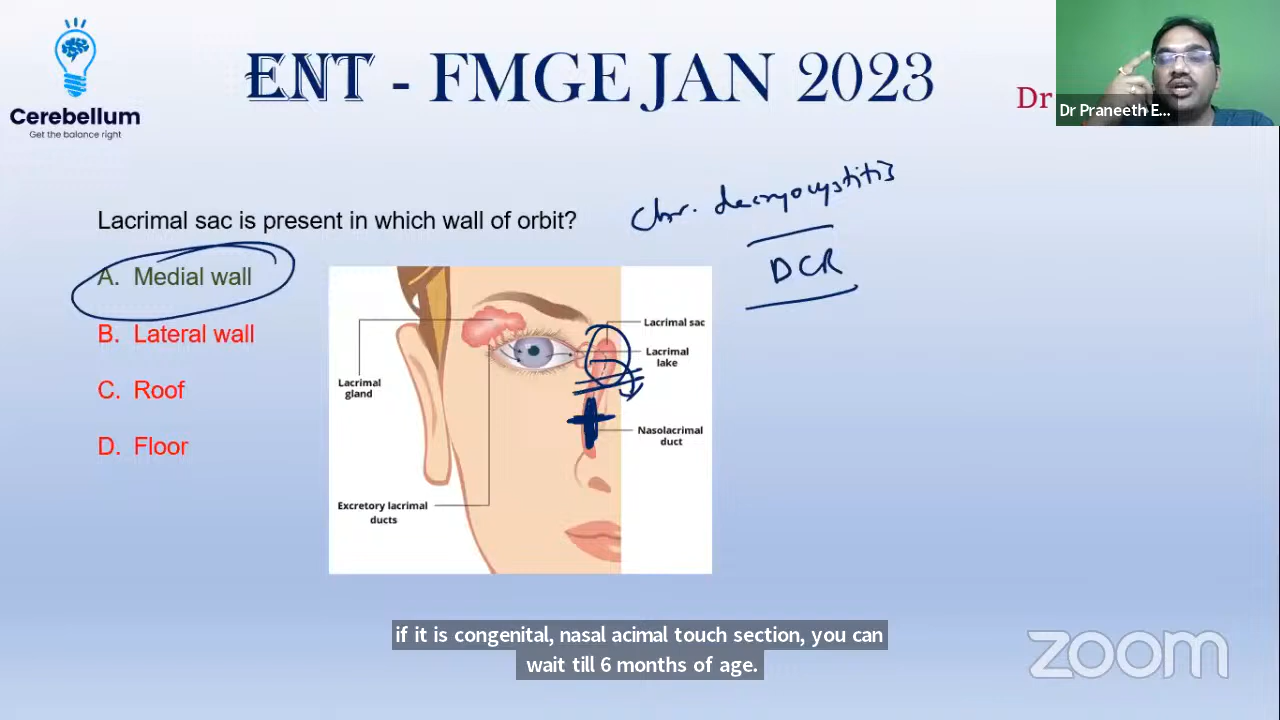 Cerebellum
Get the balance right
ENT - FMGE JAN 2023
Dr
Dr Praneeth E...
Lacrimal sac is present in which wall of orbit?
Chr. dacryocystitis
DCR
A. Medial wall
B. Lateral wall
C. Roof
D. Floor
Lacrimal sac
Lacrimal
lake
Lacrimal
gland
Nasolacrimal
duct
Excretory lacrimal
ducts
if it is congenital, nasal acimal touch section, you can
wait till 6 months of age.
zoom